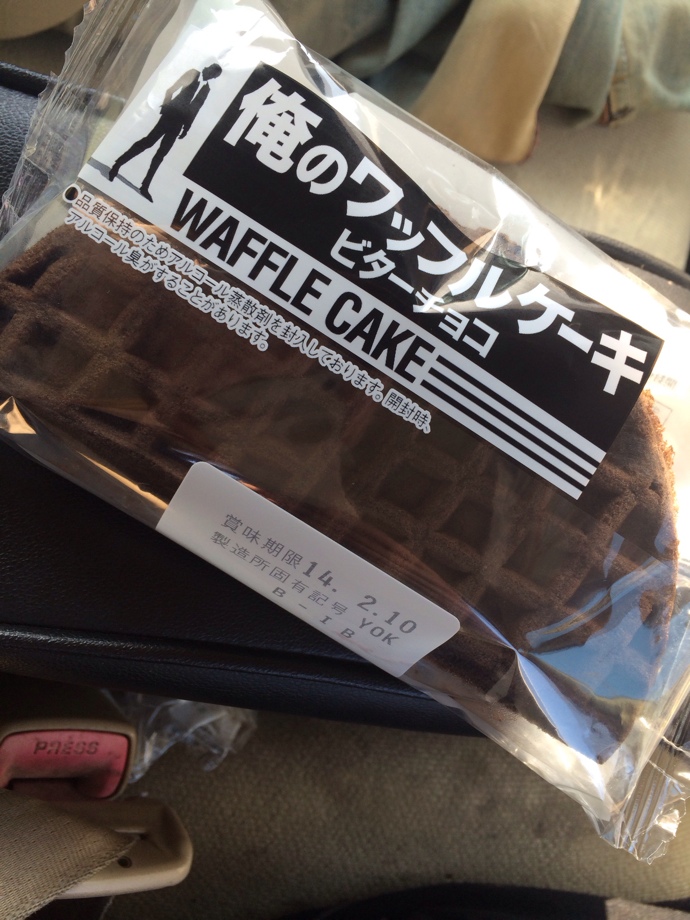 俺のワッフルケーキ
ビターチョコ
WAFFLE CAKE
●品質保持のためアルコール蒸散剤を封入しております。開封時、
アルコール臭がすることがあります。
賞味期限14. 2.10
製造所固有記号 YOK
B-IB
PRESS